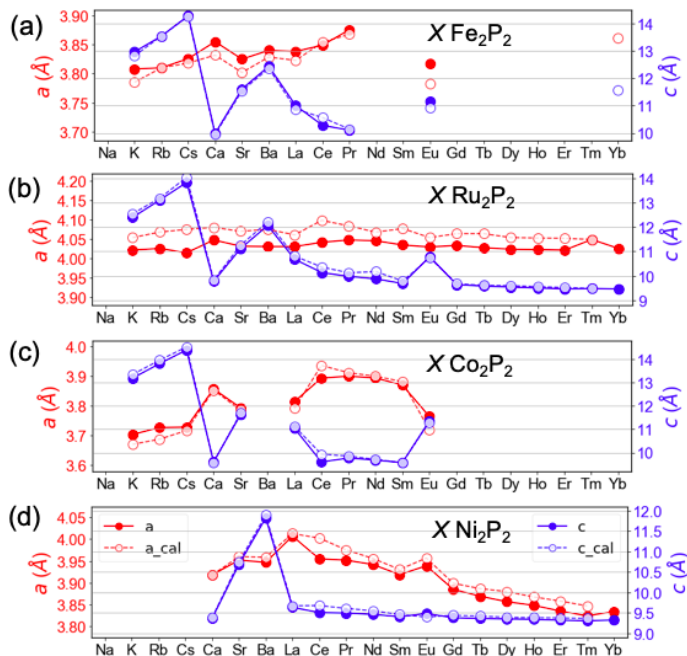 (a)
X Fe₂P₂
a (Å)
3.90
3.85
3.80
3.75
3.70
c (Å)
14
13
12
11
10
Na K Rb Cs Ca Sr Ba La Ce Pr Nd Sm Eu Gd Tb Dy Ho Er Tm Yb
(b)
X Ru₂P₂
a (Å)
4.20
4.15
4.10
4.05
4.00
3.95
3.90
c (Å)
14
13
12
11
10
9
Na K Rb Cs Ca Sr Ba La Ce Pr Nd Sm Eu Gd Tb Dy Ho Er Tm Yb
(c)
X Co₂P₂
a (Å)
4.0
3.9
3.8
3.7
3.6
c (Å)
14
13
12
11
10
Na K Rb Cs Ca Sr Ba La Ce Pr Nd Sm Eu Gd Tb Dy Ho Er Tm Yb
(d)
X Ni₂P₂
a
a_cal
c
c_cal
a (Å)
4.05
4.00
3.95
3.90
3.85
3.80
c (Å)
12.0
11.5
11.0
10.5
10.0
9.5
9.0
Na K Rb Cs Ca Sr Ba La Ce Pr Nd Sm Eu Gd Tb Dy Ho Er Tm Yb